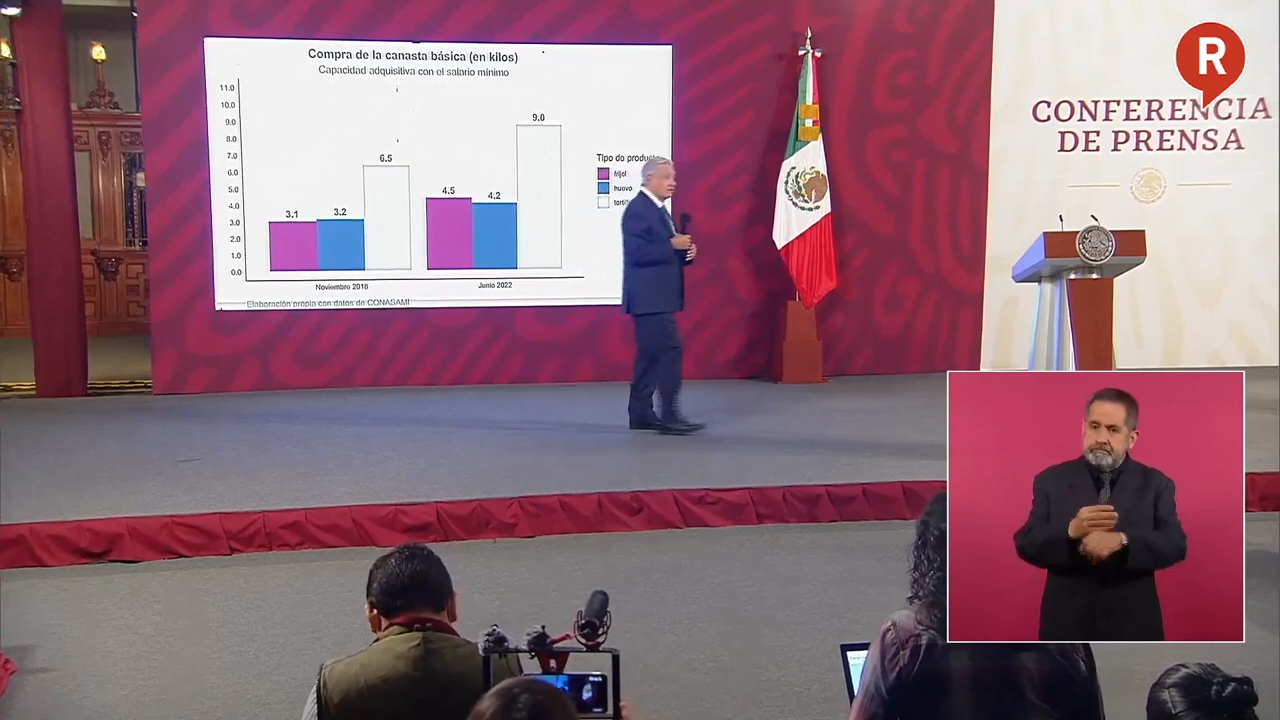 Compra de la canasta básica (en kilos)
Capacidad adquisitiva con el salario mínimo
11.0
10.0
9.0
8.0
7.0
6.0
5.0
4.0
3.0
2.0
1.0
0.0
3.1
3.2
6.5
4.5
4.2
9.0
Noviembre 2018
Junio 2022
Tipo de producto
frijol
huevo
Elaboración propia con datos de CONASAMI
R
CONFERENCIA
DE PRENSA